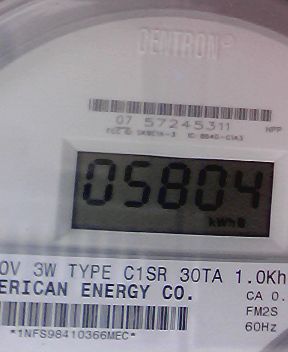 CENTRON®
07 57245311
HPP
05804
kWh
0V 3W TYPE C1SR 30TA 1.0Kh
ERICAN ENERGY CO.
CA 0.
FM2S
60Hz
*1NFS98410366MEC*